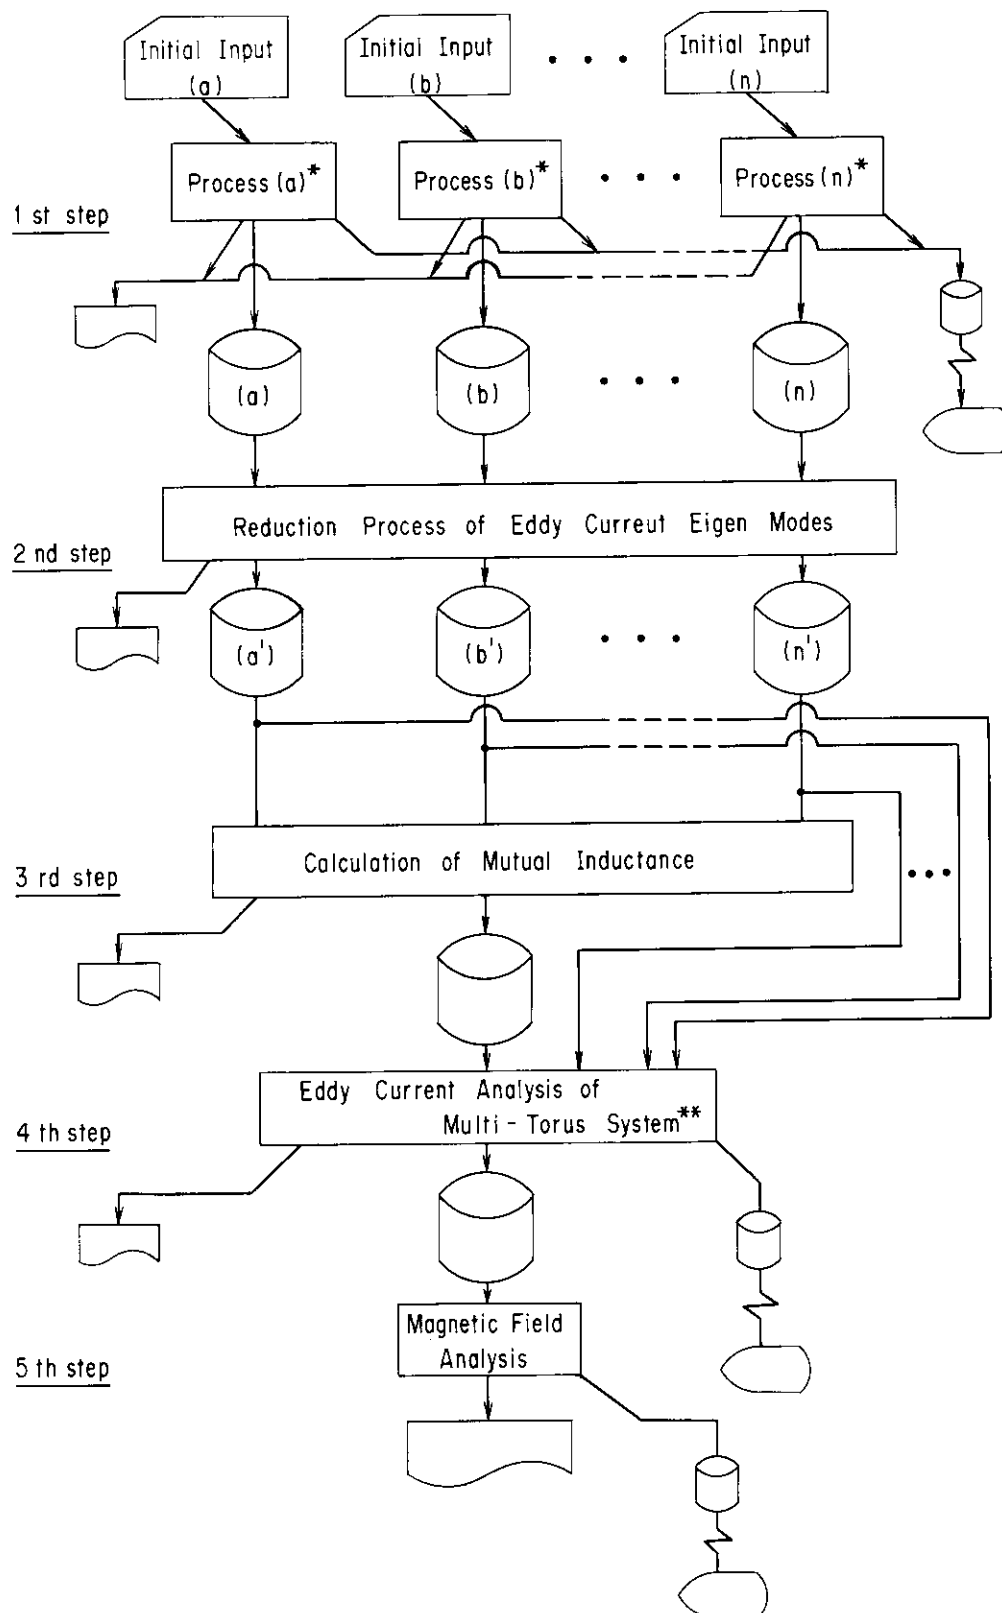 Initial Input
(a)
Initial Input
(b)
• • •
Initial Input
(n)
Process (a)*
Process (b)*
• • •
Process (n)*
1 st step
(a)
(b)
• • •
(n)
Reduction Process of Eddy Curreut Eigen Modes
2 nd step
(a')
(b')
• • •
(n')
Calculation of Mutual Inductance
3 rd step
• • •
Eddy Current Analysis of
Multi - Torus System**
4 th step
Magnetic Field
Analysis
5 th step